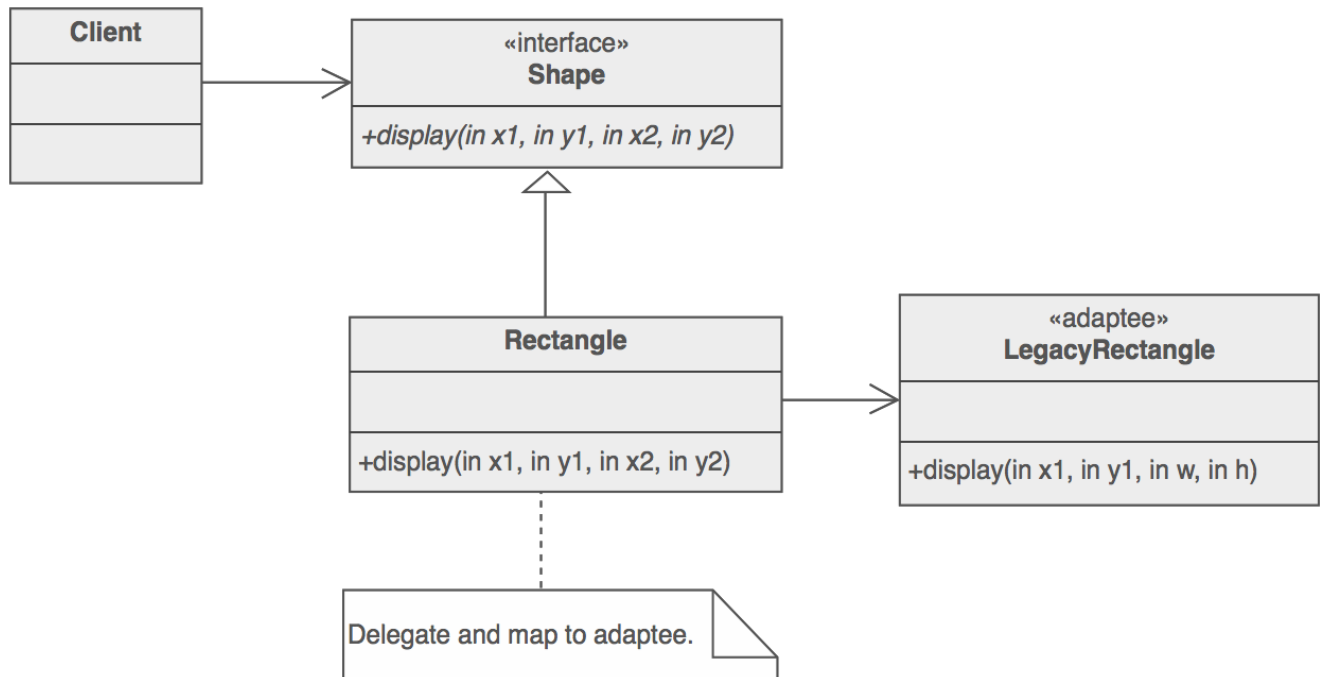 Client
«interface»
Shape
+display(in x1, in y1, in x2, in y2)
Rectangle
+display(in x1, in y1, in x2, in y2)
«adaptee»
LegacyRectangle
+display(in x1, in y1, in w, in h)
Delegate and map to adaptee.